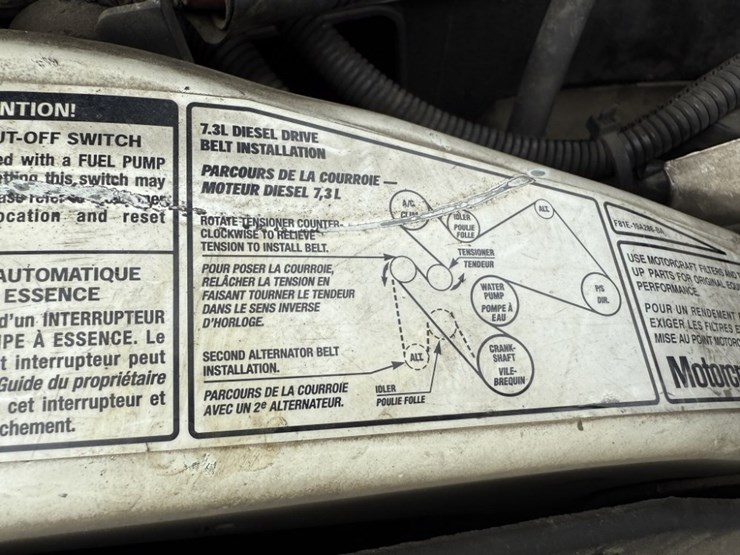 NTION!
UT-OFF SWITCH
ed with a FUEL PUMP
this switch may
ocation and reset
AUTOMATIQUE
ESSENCE
d'un INTERRUPTEUR
MPE À ESSENCE. Le
t interrupteur peut
Guide du propriétaire
cet interrupteur et
chement.
7.3L DIESEL DRIVE
BELT INSTALLATION
PARCOURS DE LA COURROIE —
MOTEUR DIESEL 7,3 L
ROTATE TENSIONER COUNTER-
CLOCKWISE TO RELIEVE
TENSION TO INSTALL BELT.
POUR POSER LA COURROIE,
RELÂCHER LA TENSION EN
FAISANT TOURNER LE TENDEUR
DANS LE SENS INVERSE
D'HORLOGE.
SECOND ALTERNATOR BELT
INSTALLATION.
PARCOURS DE LA COURROIE
AVEC UN 2e ALTERNATEUR.
A/C
IDLER
POULIE
FOLLE
ALT.
TENSIONER
TENDEUR
WATER
PUMP
POMPE À
EAU
P/S
DIR.
ALT.
IDLER
POULIE FOLLE
CRANK-
SHAFT
VILE-
BREQUIN
USE MOTORCRAFT FILTERS AND T
UP PARTS FOR ORIGINAL EQUI
PERFORMANCE.
POUR UN RENDEMENT
EXIGER LES FILTRES E
MISE AU POINT MOTORC
Motorc